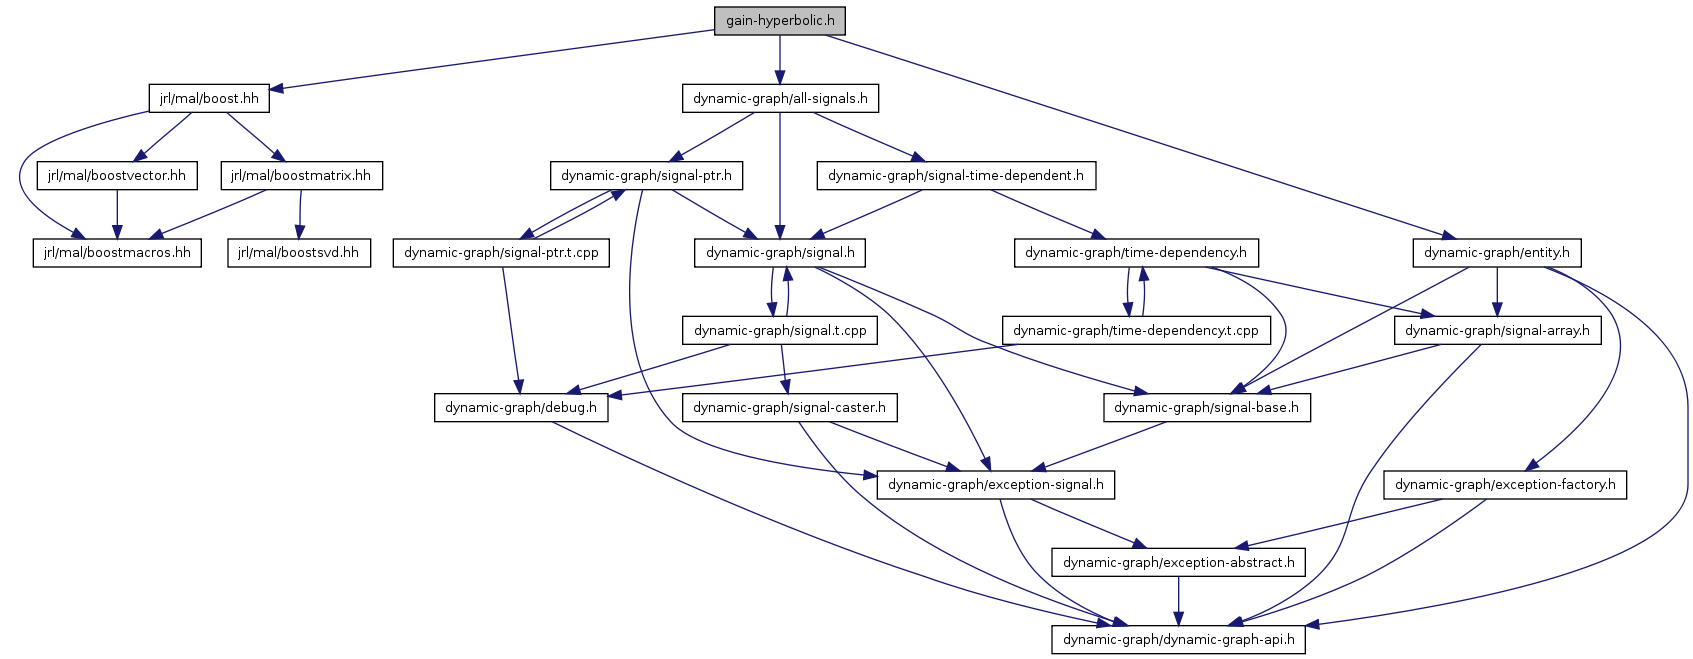 gain-hyperbolic.h
jrl/mal/boost.hh
dynamic-graph/all-signals.h
jrl/mal/boostvector.hh
jrl/mal/boostmatrix.hh
dynamic-graph/signal-ptr.h
dynamic-graph/signal-time-dependent.h
jrl/mal/boostmacros.hh
jrl/mal/boostsvd.hh
dynamic-graph/signal-ptr.t.cpp
dynamic-graph/signal.h
dynamic-graph/time-dependency.h
dynamic-graph/entity.h
dynamic-graph/signal.t.cpp
dynamic-graph/time-dependency.t.cpp
dynamic-graph/signal-array.h
dynamic-graph/debug.h
dynamic-graph/signal-caster.h
dynamic-graph/signal-base.h
dynamic-graph/exception-signal.h
dynamic-graph/exception-factory.h
dynamic-graph/exception-abstract.h
dynamic-graph/dynamic-graph-api.h